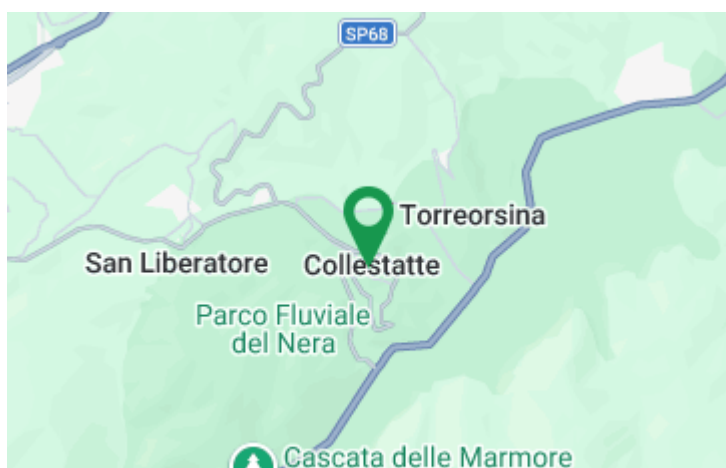 SP68
Torreorsina
San Liberatore
Collestatte
Parco Fluviale
del Nera
Cascata delle Marmore